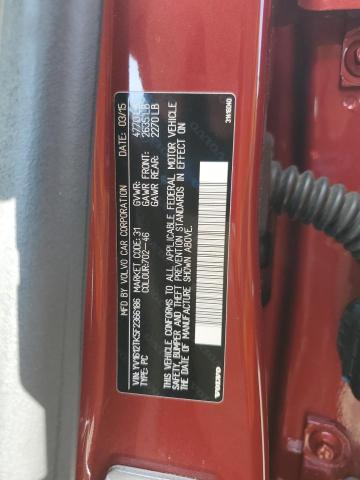 MFD BY VOLVO CAR CORPORATION 03/15
VIN: YV1612TK5F2366186 MARKET CODE: 31 GVWR: 4770 LB
TYPE: PC COLOUR: 702-46 GAWR FRONT: 2635 LB
GAWR REAR: 2270 LB
THIS VEHICLE CONFORMS TO ALL APPLICABLE FEDERAL MOTOR VEHICLE
SAFETY, BUMPER AND THEFT PREVENTION STANDARDS IN EFFECT ON
THE DATE OF MANUFACTURE SHOWN ABOVE.
VOLVO